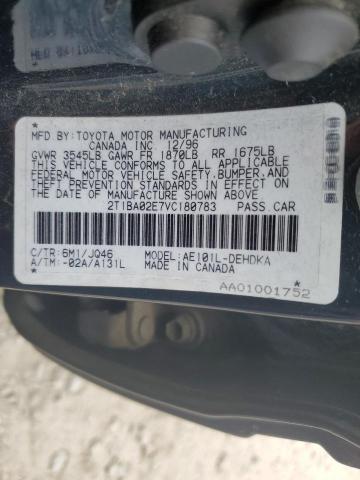 MFD. BY: TOYOTA MOTOR MANUFACTURING
CANADA INC. 12/96
GVWR 3545LB GAWR FR 1870LB RR 1675LB
THIS VEHICLE CONFORMS TO ALL APPLICABLE
FEDERAL MOTOR VEHICLE SAFETY, BUMPER, AND
THEFT PREVENTION STANDARDS IN EFFECT ON
THE DATE OF MANUFACTURE SHOWN ABOVE.
2T1BA02E7VC180783 PASS.CAR
C/TR: 6M1/JQ46 MODEL: AE101L-DEHDKA
A/TM: -02A/A131L MADE IN CANADA
AA01001752